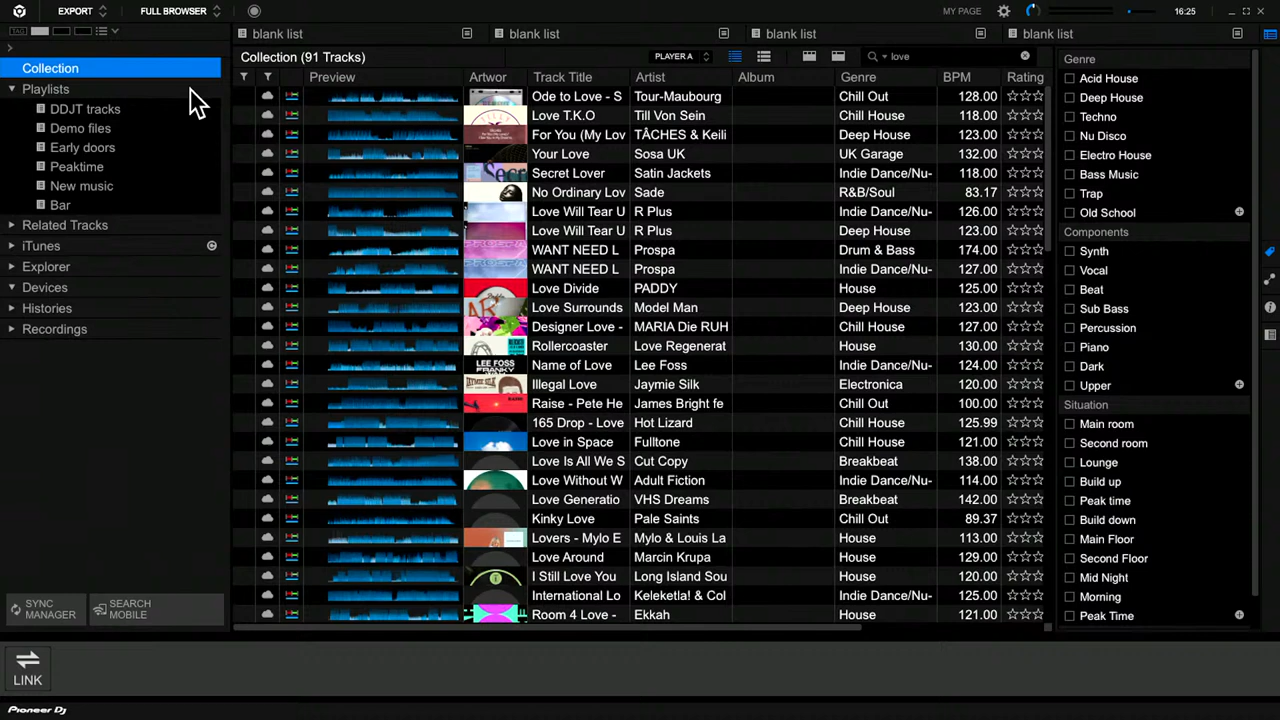 EXPORT FULL BROWSER MY PAGE 16:25
TAG
blank list blank list blank list blank list
Collection (91 Tracks) PLAYER A love
Collection
Playlists
DDJT tracks
Demo files
Early doors
Peaktime
New music
Bar
Related Tracks
iTunes
Explorer
Devices
Histories
Recordings
SYNC MANAGER
SEARCH MOBILE
Preview Artwor Track Title Artist Album Genre BPM Rating
Ode to Love - S Tour-Maubourg Chill Out 128.00
Love T.K.O Till Von Sein Chill House 118.00
For You (My Lov TÂCHES & Keili Deep House 123.00
Your Love Sosa UK UK Garage 132.00
Secret Lover Satin Jackets Indie Dance/Nu- 118.00
No Ordinary Lov Sade R&B/Soul 83.17
Love Will Tear U R Plus Indie Dance/Nu- 126.00
Love Will Tear U R Plus Deep House 123.00
WANT NEED L Prospa Drum & Bass 174.00
WANT NEED L Prospa Indie Dance/Nu- 127.00
Love Divide PADDY House 125.00
Love Surrounds Model Man Deep House 123.00
Designer Love - MARIA Die RUH Chill House 127.00
Rollercoaster Love Regenerat House 130.00
LEE FOSS Name of Love Lee Foss Indie Dance/Nu- 124.00
Illegal Love Jaymie Silk Electronica 120.00
Raise - Pete He James Bright fe Chill Out 100.00
165 Drop - Love Hot Lizard Chill House 125.99
Love in Space Fulltone Chill House 121.00
Love Is All We S Cut Copy Breakbeat 138.00
Love Without W Adult Fiction Indie Dance/Nu- 114.00
Love Generatio VHS Dreams Breakbeat 142.00
Kinky Love Pale Saints Chill Out 89.37
Lovers - Mylo E Mylo & Louis La House 113.00
Love Around Marcin Krupa House 129.00
I Still Love You Long Island Sou House 120.00
International Lo Keleketla! & Col Indie Dance/Nu- 125.00
Room 4 Love - Ekkah House 121.00
Genre
Acid House
Deep House
Techno
Nu Disco
Electro House
Bass Music
Trap
Old School
Components
Synth
Vocal
Beat
Sub Bass
Percussion
Piano
Dark
Upper
Situation
Main room
Second room
Lounge
Build up
Peak time
Build down
Main Floor
Second Floor
Mid Night
Morning
Peak Time
LINK
Pioneer Dj